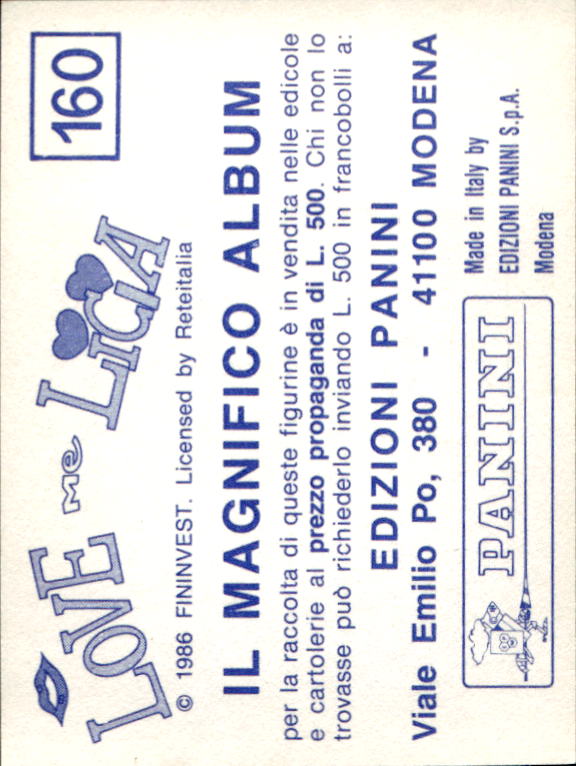 LOVE me LICIA
160
© 1986 FININVEST. Licensed by Reteitalia
IL MAGNIFICO ALBUM
per la raccolta di queste figurine è in vendita nelle edicole
e cartolerie al prezzo propaganda di L. 500. Chi non lo
trovasse può richiederlo inviando L. 500 in francobolli a:
EDIZIONI PANINI
Viale Emilio Po, 380 - 41100 MODENA
PANINI
Made in Italy by
EDIZIONI PANINI S.p.A.
Modena